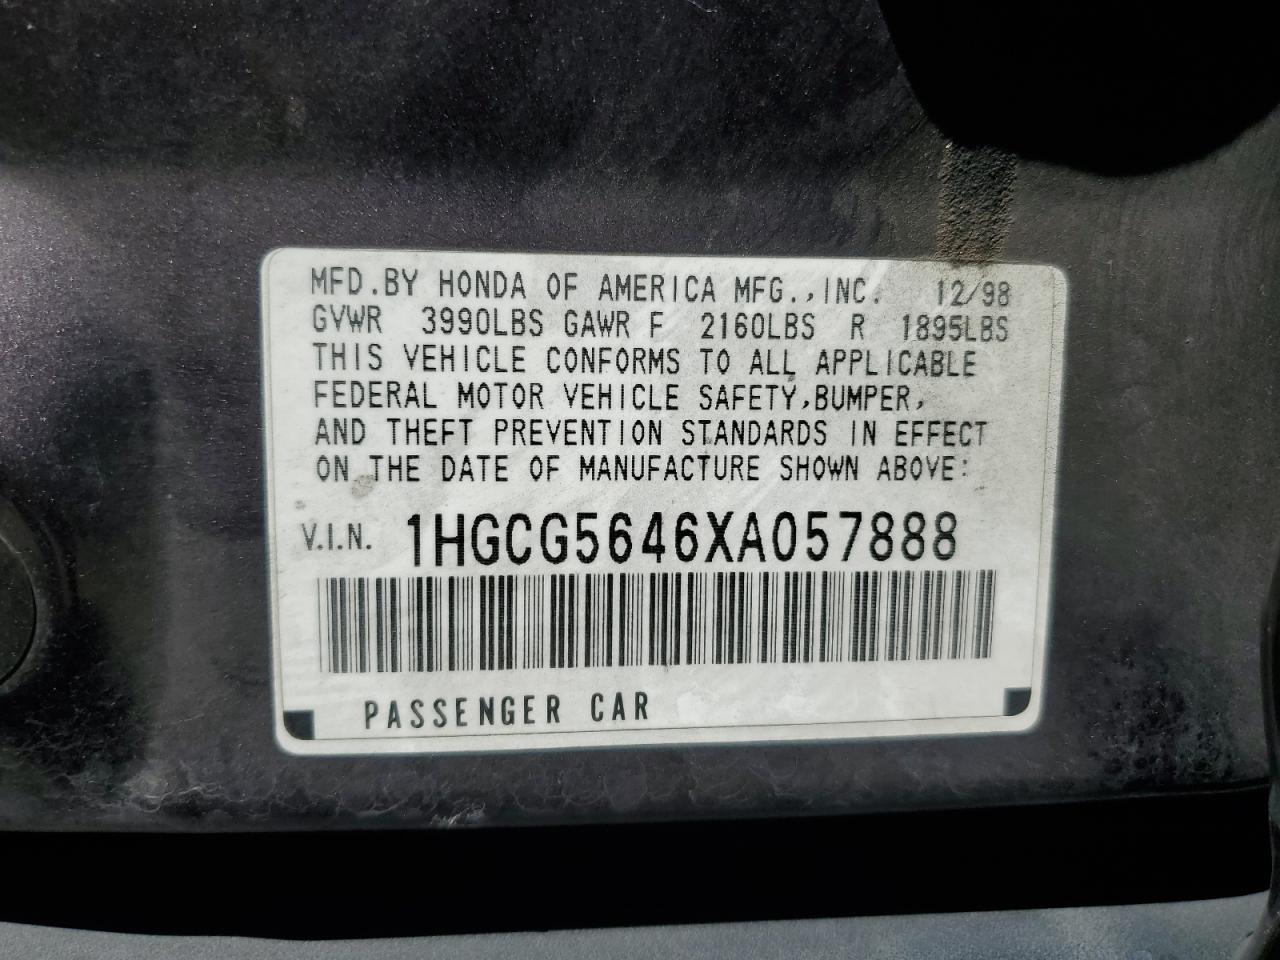 MFD.BY HONDA OF AMERICA MFG.,INC. 12/98
GVWR 3990LBS GAWR F 2160LBS R 1895LBS
THIS VEHICLE CONFORMS TO ALL APPLICABLE
FEDERAL MOTOR VEHICLE SAFETY,BUMPER,
AND THEFT PREVENTION STANDARDS IN EFFECT
ON THE DATE OF MANUFACTURE SHOWN ABOVE:
V.I.N. 1HGCG5646XA057888
PASSENGER CAR